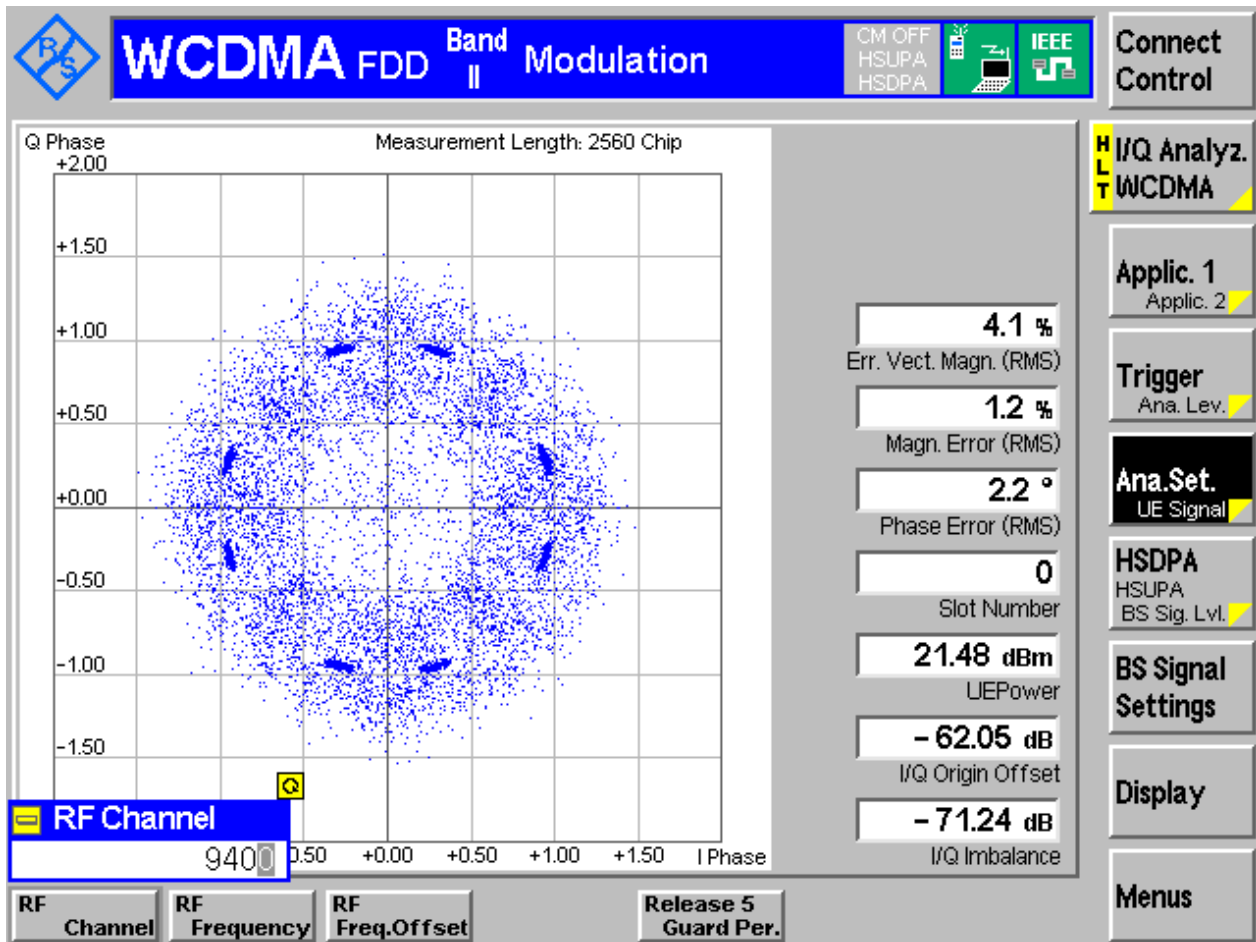 R/S
WCDMA FDD Band II Modulation
CM OFF
HSUPA
HSDPA
IEEE
Connect
Control
Q Phase
Measurement Length: 2560 Chip
+2.00
+1.50
+1.00
+0.50
+0.00
-0.50
-1.00
-1.50
Q
RF Channel
9400
0.50 +0.00 +0.50 +1.00 +1.50 I Phase
4.1 %
Err. Vect. Magn. (RMS)
1.2 %
Magn. Error (RMS)
2.2 °
Phase Error (RMS)
0
Slot Number
21.48 dBm
UEPower
-62.05 dB
I/Q Origin Offset
-71.24 dB
I/Q Imbalance
HLT
I/Q Analyz.
WCDMA
Applic. 1
Applic. 2
Trigger
Ana. Lev.
Ana.Set.
UE Signal
HSDPA
HSUPA
BS Sig. Lvl.
BS Signal
Settings
Display
Menus
RF
Channel
RF
Frequency
RF
Freq.Offset
Release 5
Guard Per.